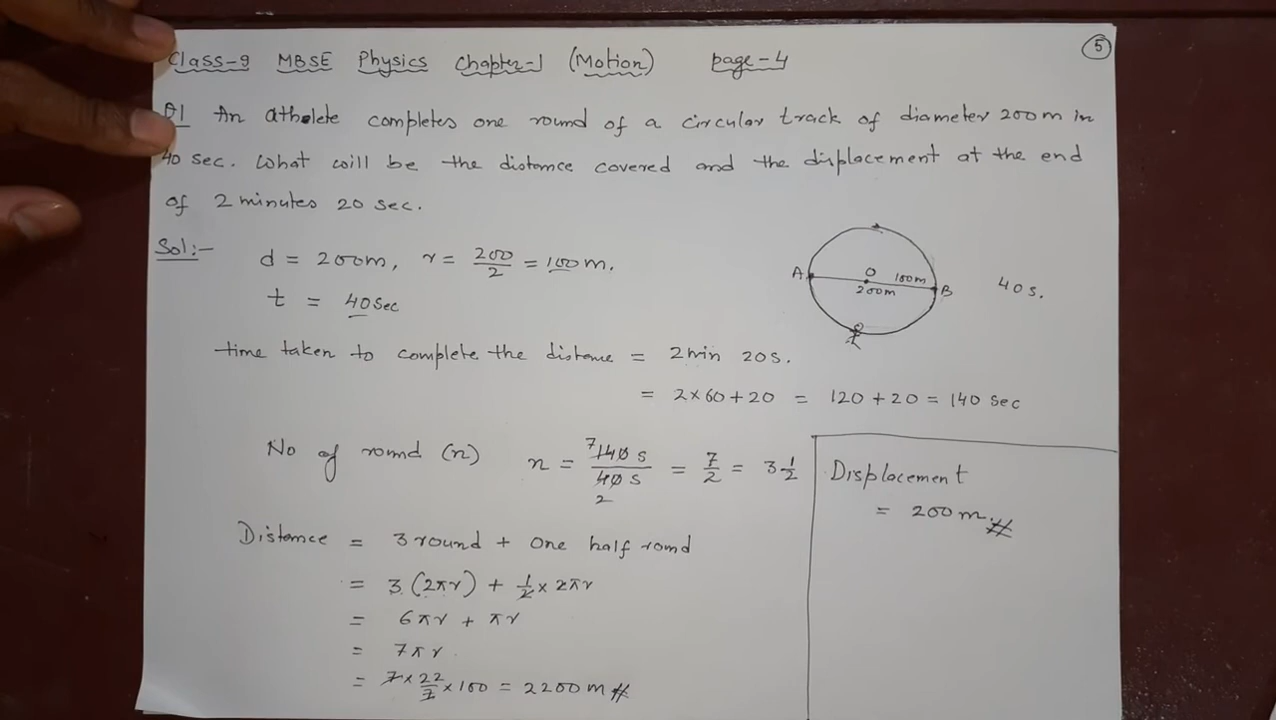 5
Class-9 MBSE Physics Chapter-1 (Motion) page-4
Q1 An athelete completes one round of a circular track of diameter 200m in
40 sec. What will be the distance covered and the displacement at the end
of 2 minutes 20 sec.
Sol:-
d = 200m, r = 200/2 = 100m.
t = 40sec
A O 100m B
200m
40s.
time taken to complete the distance = 2min 20s.
= 2×60+20 = 120+20 = 140 sec
No of round (n) n = 7 140 s / 40 s 2 = 7/2 = 3 1/2
Distance = 3 round + one half round
= 3 (2πr) + 1/2 × 2πr
= 6πr + πr
= 7πr
= 7 × 22/7 × 100 = 2200m #
Displacement
= 200m. #